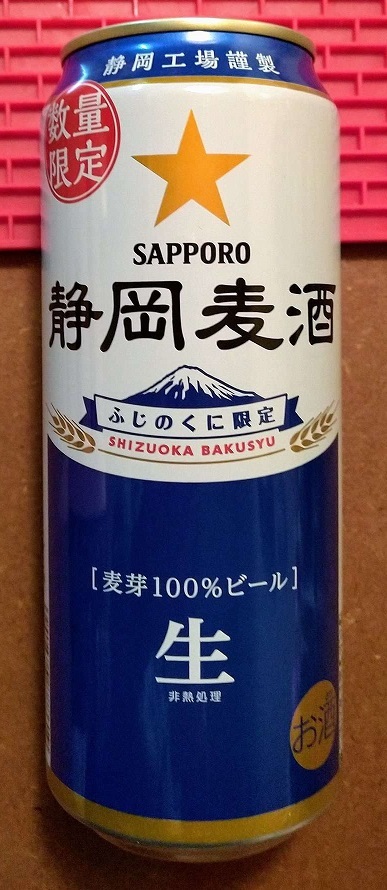 静岡工場謹製
数量
限定
SAPPORO
静岡麦酒
ふじのくに限定
SHIZUOKA BAKUSYU
[麦芽100%ビール]
生
非熱処理
お酒